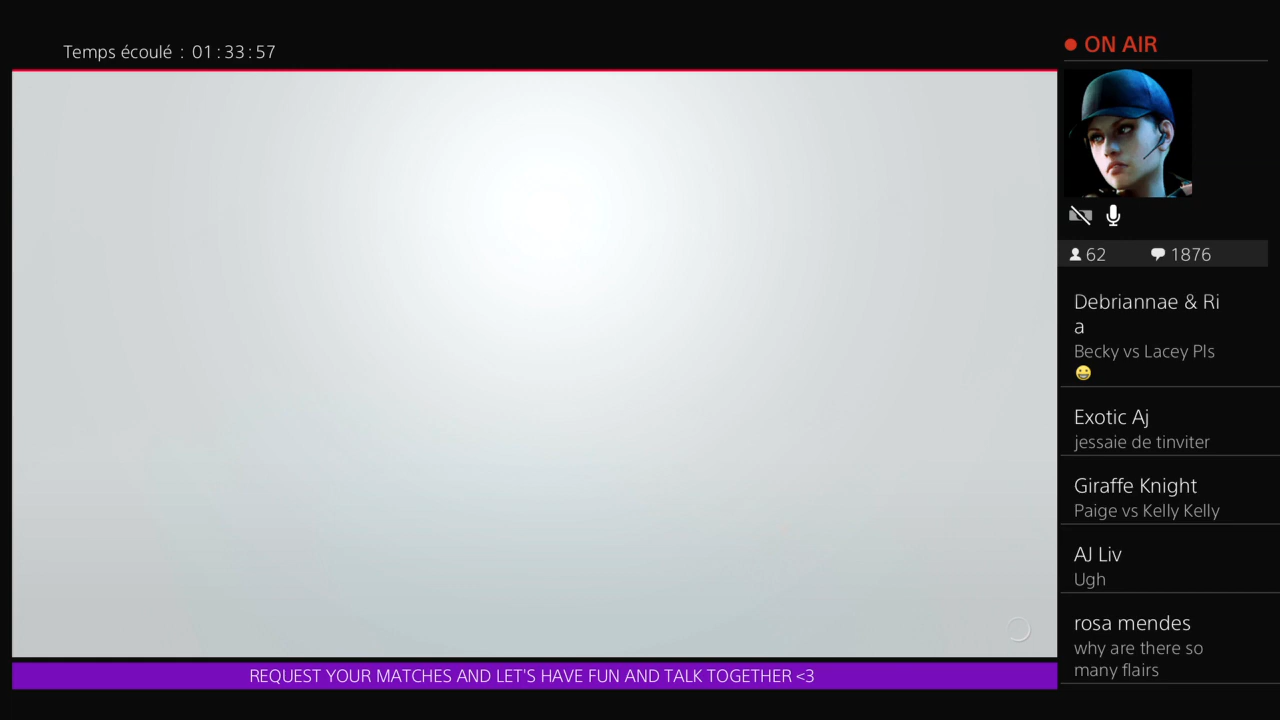 Temps écoulé : 01:33:57
ON AIR
62 1876
Debriannae & Ri
a
Becky vs Lacey Pls
😀
Exotic Aj
jessaie de tinviter
Giraffe Knight
Paige vs Kelly Kelly
AJ Liv
Ugh
rosa mendes
why are there so
many flairs
REQUEST YOUR MATCHES AND LET'S HAVE FUN AND TALK TOGETHER <3